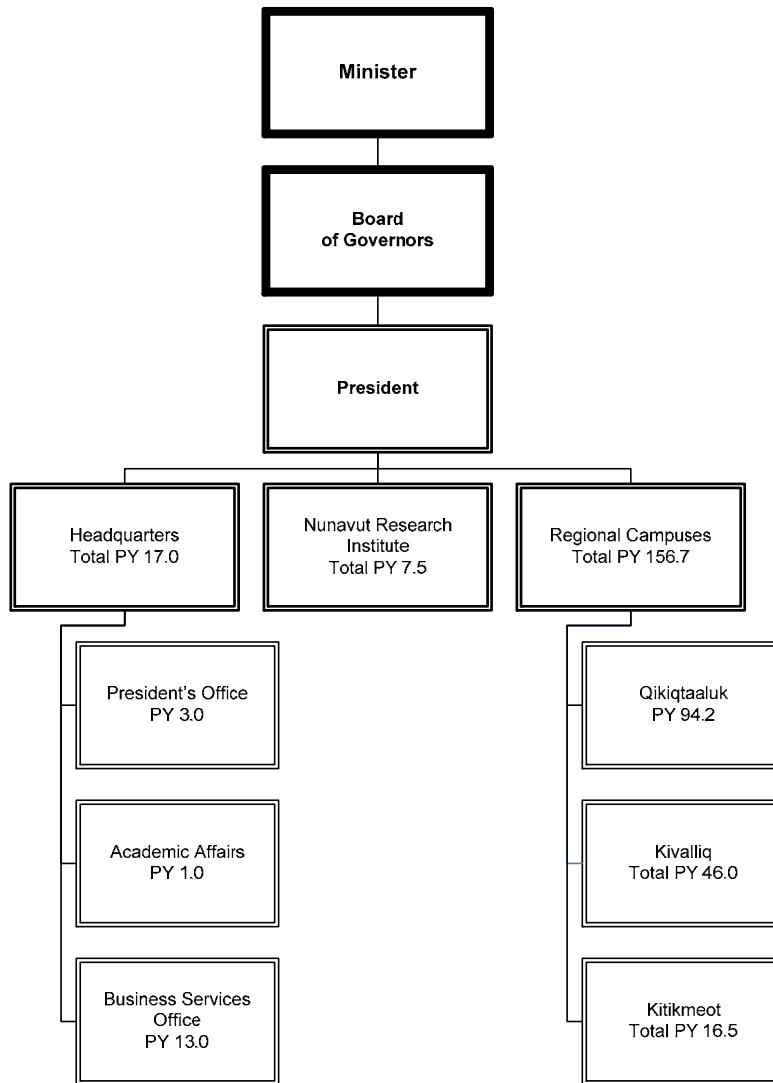 Minister
Board
of Governors
President
Headquarters
Total PY 17.0
Nunavut Research
Institute
Total PY 7.5
Regional Campuses
Total PY 156.7
President's Office
PY 3.0
Academic Affairs
PY 1.0
Business Services
Office
PY 13.0
Qikiqtaaluk
PY 94.2
Kivalliq
Total PY 46.0
Kitikmeot
Total PY 16.5